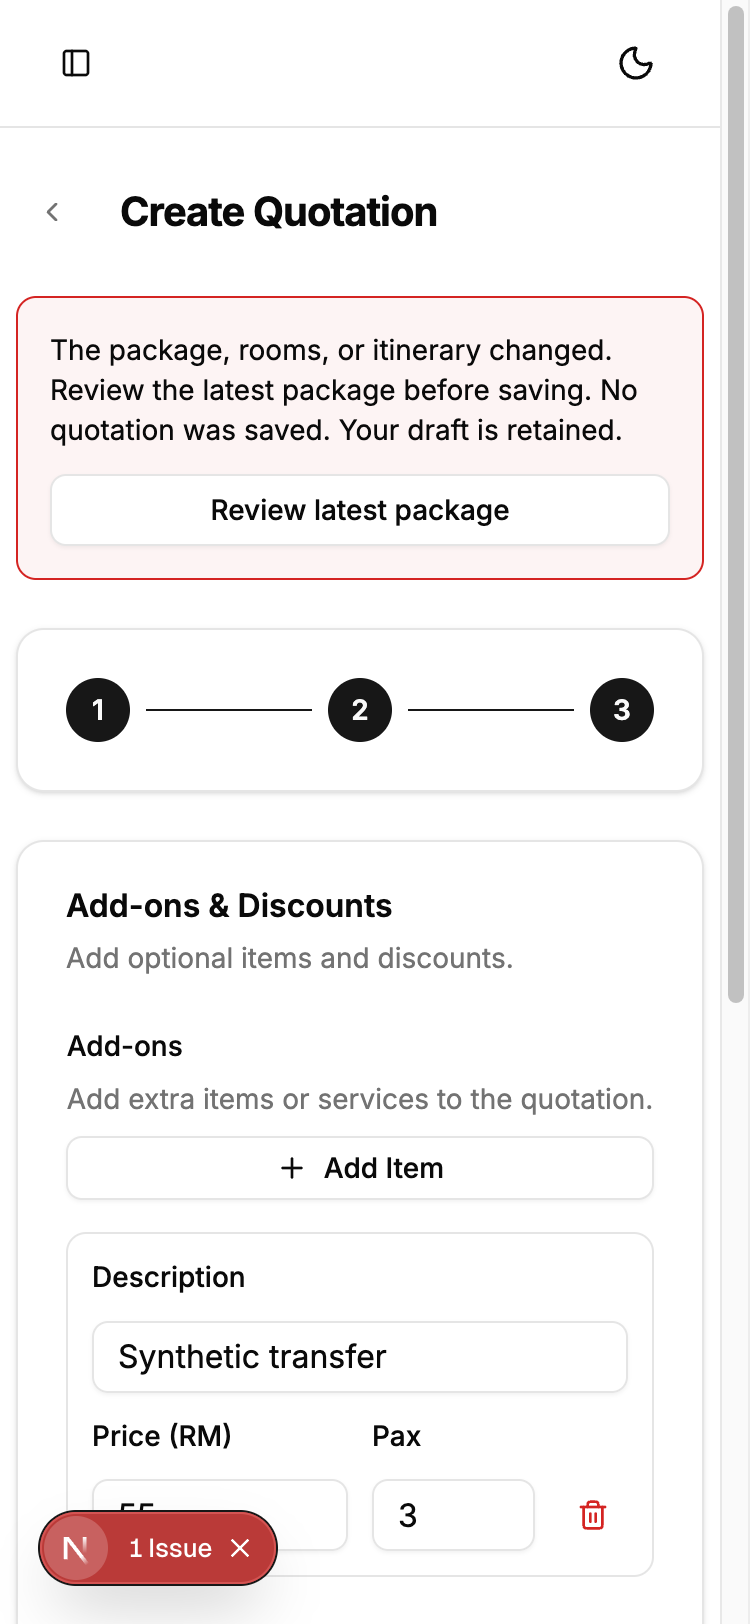 Create Quotation
The package, rooms, or itinerary changed.
Review the latest package before saving. No
quotation was saved. Your draft is retained.
Review latest package
1 2 3
Add-ons & Discounts
Add optional items and discounts.
Add-ons
Add extra items or services to the quotation.
+ Add Item
Description
Synthetic transfer
Price (RM) Pax
3
N 1 Issue